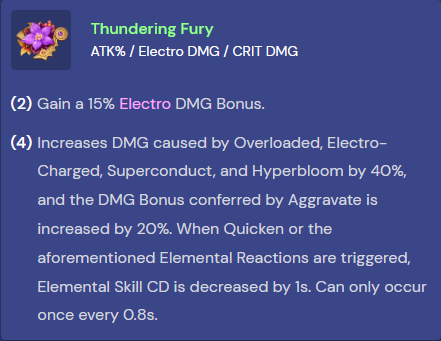 Thundering Fury
ATK% / Electro DMG / CRIT DMG
(2) Gain a 15% Electro DMG Bonus.
(4) Increases DMG caused by Overloaded, Electro-
Charged, Superconduct, and Hyperbloom by 40%,
and the DMG Bonus conferred by Aggravate is
increased by 20%. When Quicken or the
aforementioned Elemental Reactions are triggered,
Elemental Skill CD is decreased by 1s. Can only occur
once every 0.8s.